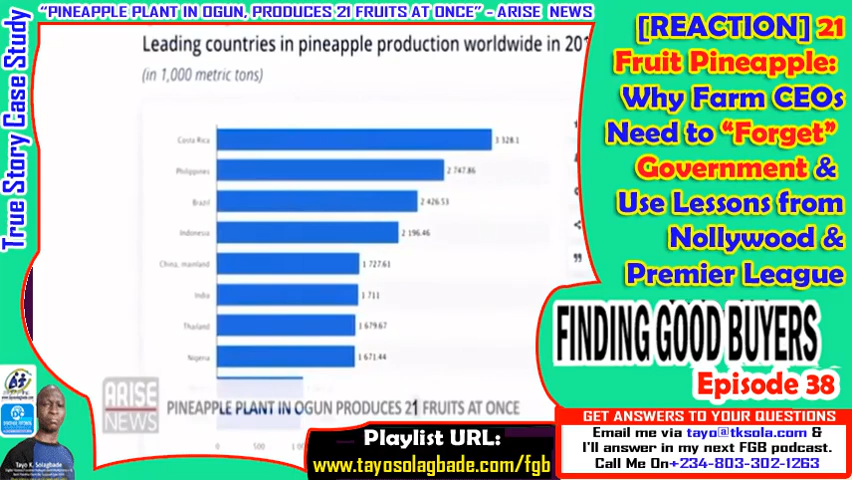 "PINEAPPLE PLANT IN OGUN, PRODUCES 21 FRUITS AT ONCE" - ARISE NEWS
True Story Case Study
Leading countries in pineapple production worldwide in 201
(in 1,000 metric tons)
Costa Rica 3 328.1
Philippines 2 747.86
Brazil 2 426.53
Indonesia 2 196.46
China, mainland 1 727.61
India 1 711
Thailand 1 679.67
Nigeria 1 671.44
0 500 1 000
ARISE
NEWS
PINEAPPLE PLANT IN OGUN PRODUCES 21 FRUITS AT ONCE
[REACTION] 21
Fruit Pineapple:
Why Farm CEOs
Need to "Forget"
Government &
Use Lessons from
Nollywood &
Premier League
FINDING GOOD BUYERS
Episode 38
Tayo K. Solagbade
Playlist URL:
www.tayosolagbade.com/fgb
GET ANSWERS TO YOUR QUESTIONS
Email me via tayo@tksola.com &
I'll answer in my next FGB podcast.
Call Me On+234-803-302-1263